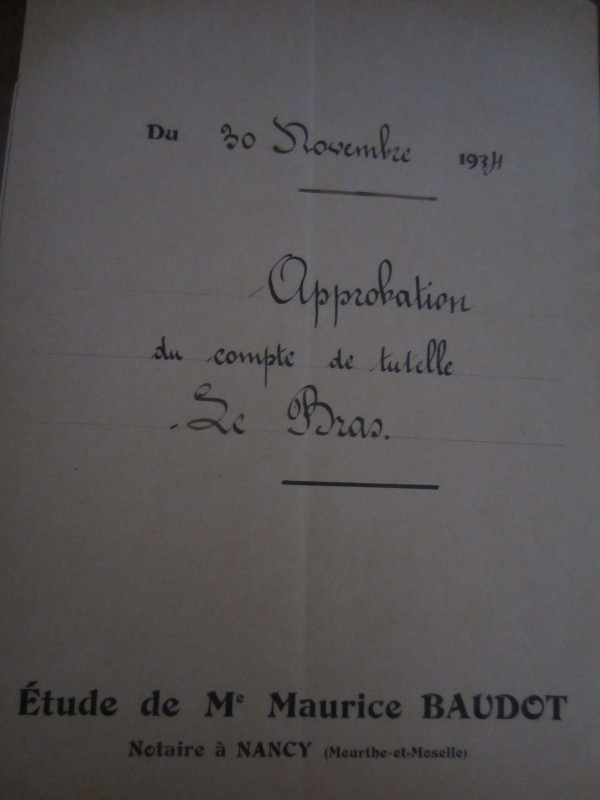 Du 30 Novembre 1934
Approbation
du compte de tutelle
Le Bras.
Étude de Me Maurice BAUDOT
Notaire à NANCY (Meurthe-et-Moselle)